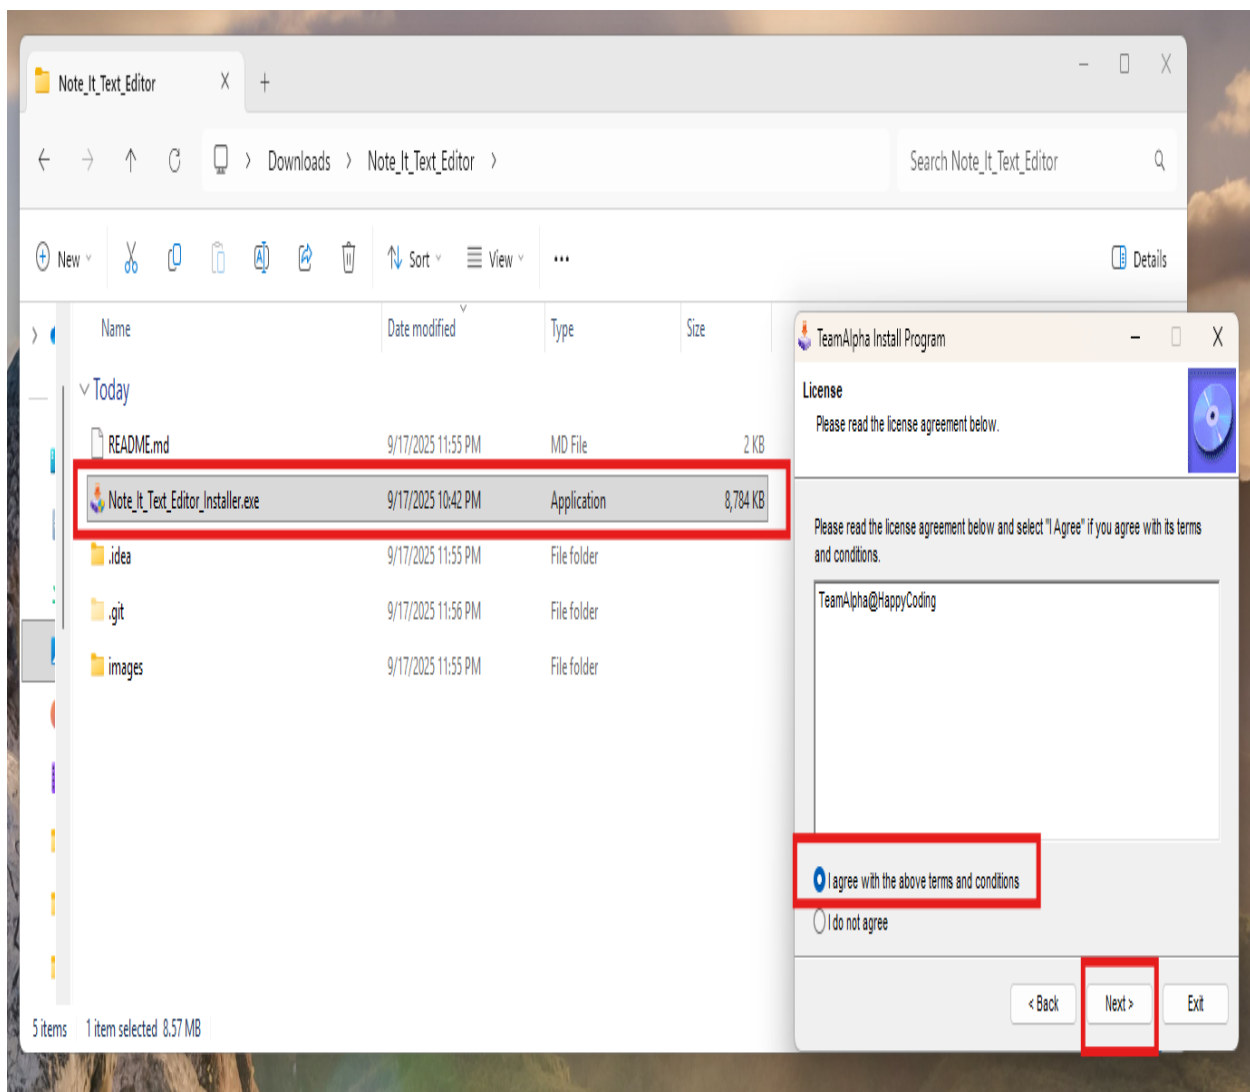 Note_It_Text_Editor
Downloads > Note_It_Text_Editor >
Search Note_It_Text_Editor
New
Sort
View
Details
Name Date modified Type Size
Today
README.md 9/17/2025 11:55 PM MD File 2 KB
Note_It_Text_Editor_Installer.exe 9/17/2025 10:42 PM Application 8,784 KB
.idea 9/17/2025 11:55 PM File folder
.git 9/17/2025 11:56 PM File folder
images 9/17/2025 11:55 PM File folder
5 items 1 item selected 8.57 MB
TeamAlpha Install Program
License
Please read the license agreement below.
Please read the license agreement below and select "I Agree" if you agree with its terms
and conditions.
TeamAlpha@HappyCoding
I agree with the above terms and conditions
I do not agree
< Back Next > Exit